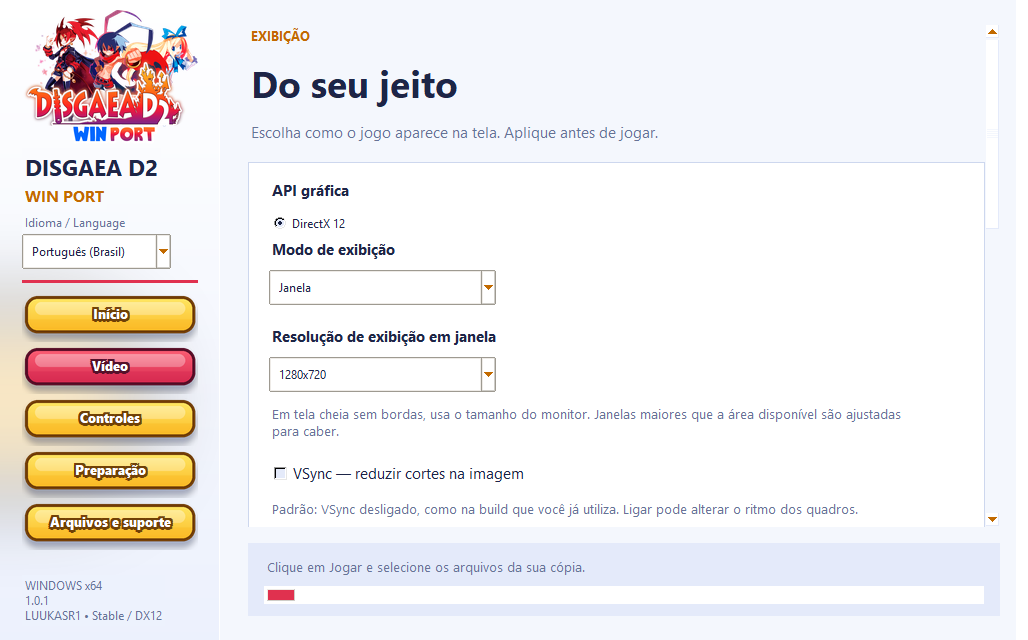 DISGAEA D2
WIN PORT
DISGAEA D2
WIN PORT
Idioma / Language
Português (Brasil)
Início
Vídeo
Controles
Preparação
Arquivos e suporte
WINDOWS x64
1.0.1
LUUKASR1 • Stable / DX12
EXIBIÇÃO
Do seu jeito
Escolha como o jogo aparece na tela. Aplique antes de jogar.
API gráfica
DirectX 12
Modo de exibição
Janela
Resolução de exibição em janela
1280x720
Em tela cheia sem bordas, usa o tamanho do monitor. Janelas maiores que a área disponível são ajustadas
para caber.
VSync — reduzir cortes na imagem
Padrão: VSync desligado, como na build que você já utiliza. Ligar pode alterar o ritmo dos quadros.
Clique em Jogar e selecione os arquivos da sua cópia.